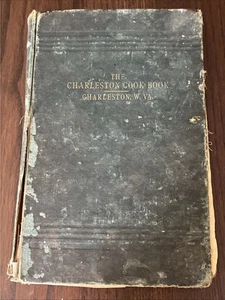 THE
CHARLESTON COOK BOOK
CHARLESTON, W. VA.